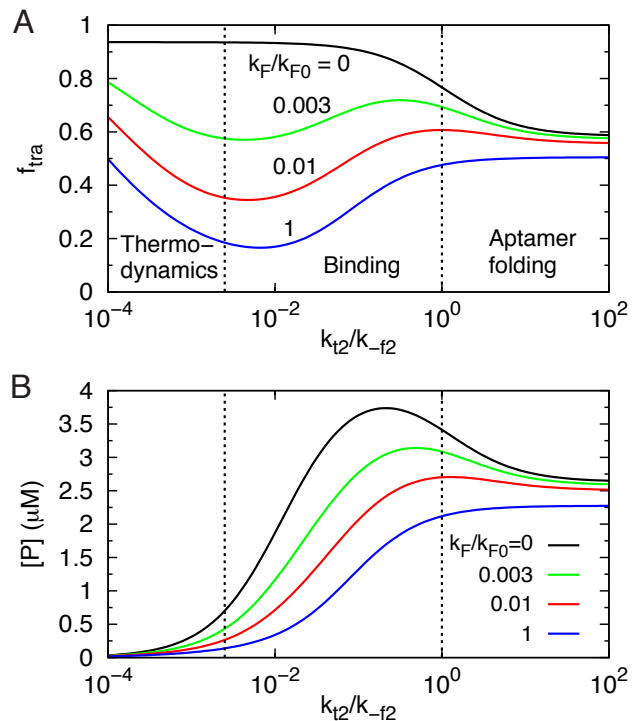 A
1
0.8
0.6
0.4
0.2
0
f_tra
k_F/k_F0 = 0
0.003
0.01
1
Thermo-
dynamics
Binding
Aptamer
folding
10^−4
10^−2
10^0
10^2
k_t2/k_−f2
B
4
3.5
3
2.5
2
1.5
1
0.5
0
[P] (μM)
k_F/k_F0=0
0.003
0.01
1
10^−4
10^−2
10^0
10^2
k_t2/k_−f2